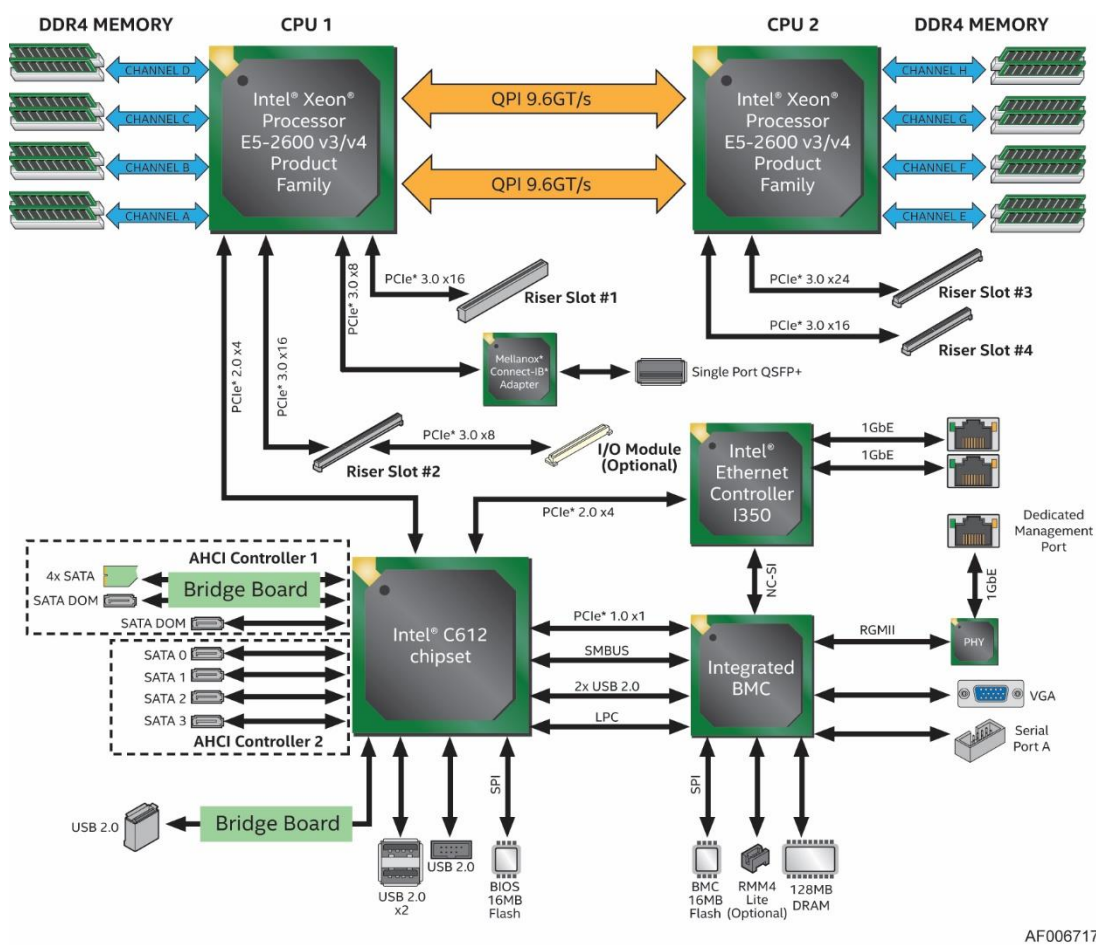 DDR4 MEMORY
CPU 1
CPU 2
DDR4 MEMORY
CHANNEL D
CHANNEL C
CHANNEL B
CHANNEL A
Intel® Xeon®
Processor
E5-2600 v3/v4
Product
Family
QPI 9.6GT/s
QPI 9.6GT/s
Intel® Xeon®
Processor
E5-2600 v3/v4
Product
Family
CHANNEL H
CHANNEL G
CHANNEL F
CHANNEL E
PCIe* 2.0 x4
PCIe* 3.0 x16
PCIe* 3.0 x8
PCIe* 3.0 x16
Riser Slot #1
PCIe* 3.0 x24
Riser Slot #3
PCIe* 3.0 x16
Riser Slot #4
Mellanox*
Connect-IB*
Adapter
Single Port QSFP+
Riser Slot #2
PCIe* 3.0 x8
I/O Module
(Optional)
PCIe* 2.0 x4
Intel®
Ethernet
Controller
I350
1GbE
1GbE
Dedicated
Management
Port
1GbE
NC-SI
AHCI Controller 1
4x SATA
Bridge Board
SATA DOM
SATA DOM
SATA 0
SATA 1
SATA 2
SATA 3
AHCI Controller 2
Intel® C612
chipset
PCIe* 1.0 x1
SMBUS
2x USB 2.0
LPC
Integrated
BMC
RGMII
PHY
VGA
Serial
Port A
USB 2.0
Bridge Board
USB 2.0
x2
USB 2.0
SPI
BIOS
16MB
Flash
SPI
BMC
16MB
Flash
RMM4
Lite
(Optional)
128MB
DRAM
AF006717